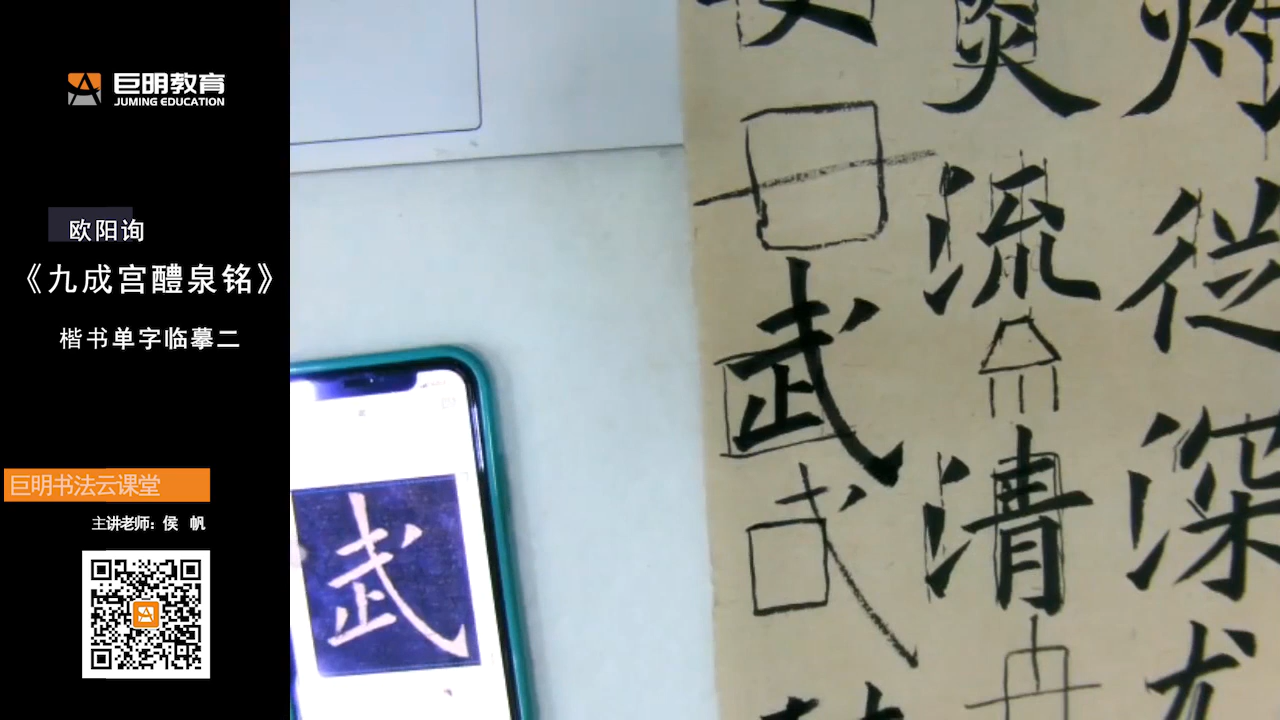 巨明教育
JUMING EDUCATION
欧阳询
《九成宫醴泉铭》
楷书单字临摹二
巨明书法云课堂
主讲老师：侯 帆
武
炎
流
清
武
从
深